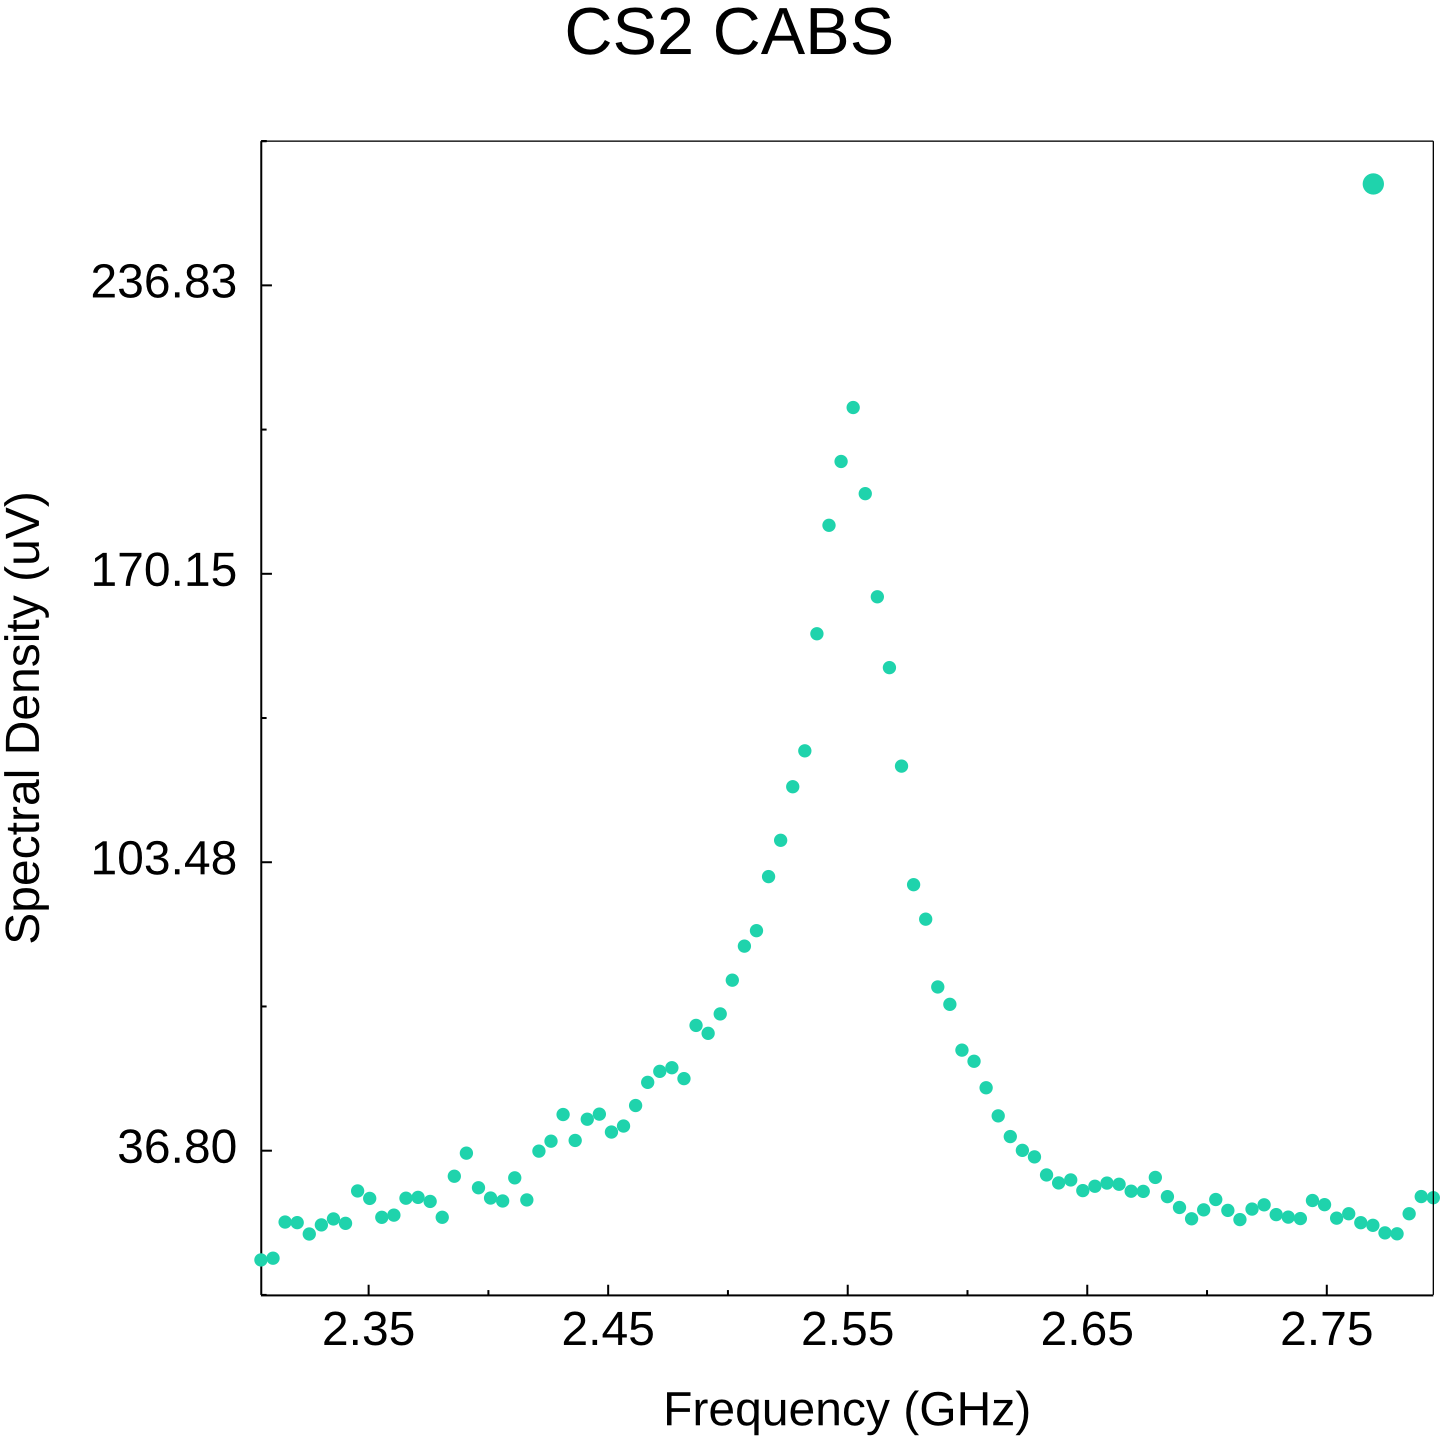 CS2 CABS
236.83
170.15
103.48
36.80
Spectral Density (uV)
2.35 2.45 2.55 2.65 2.75
Frequency (GHz)